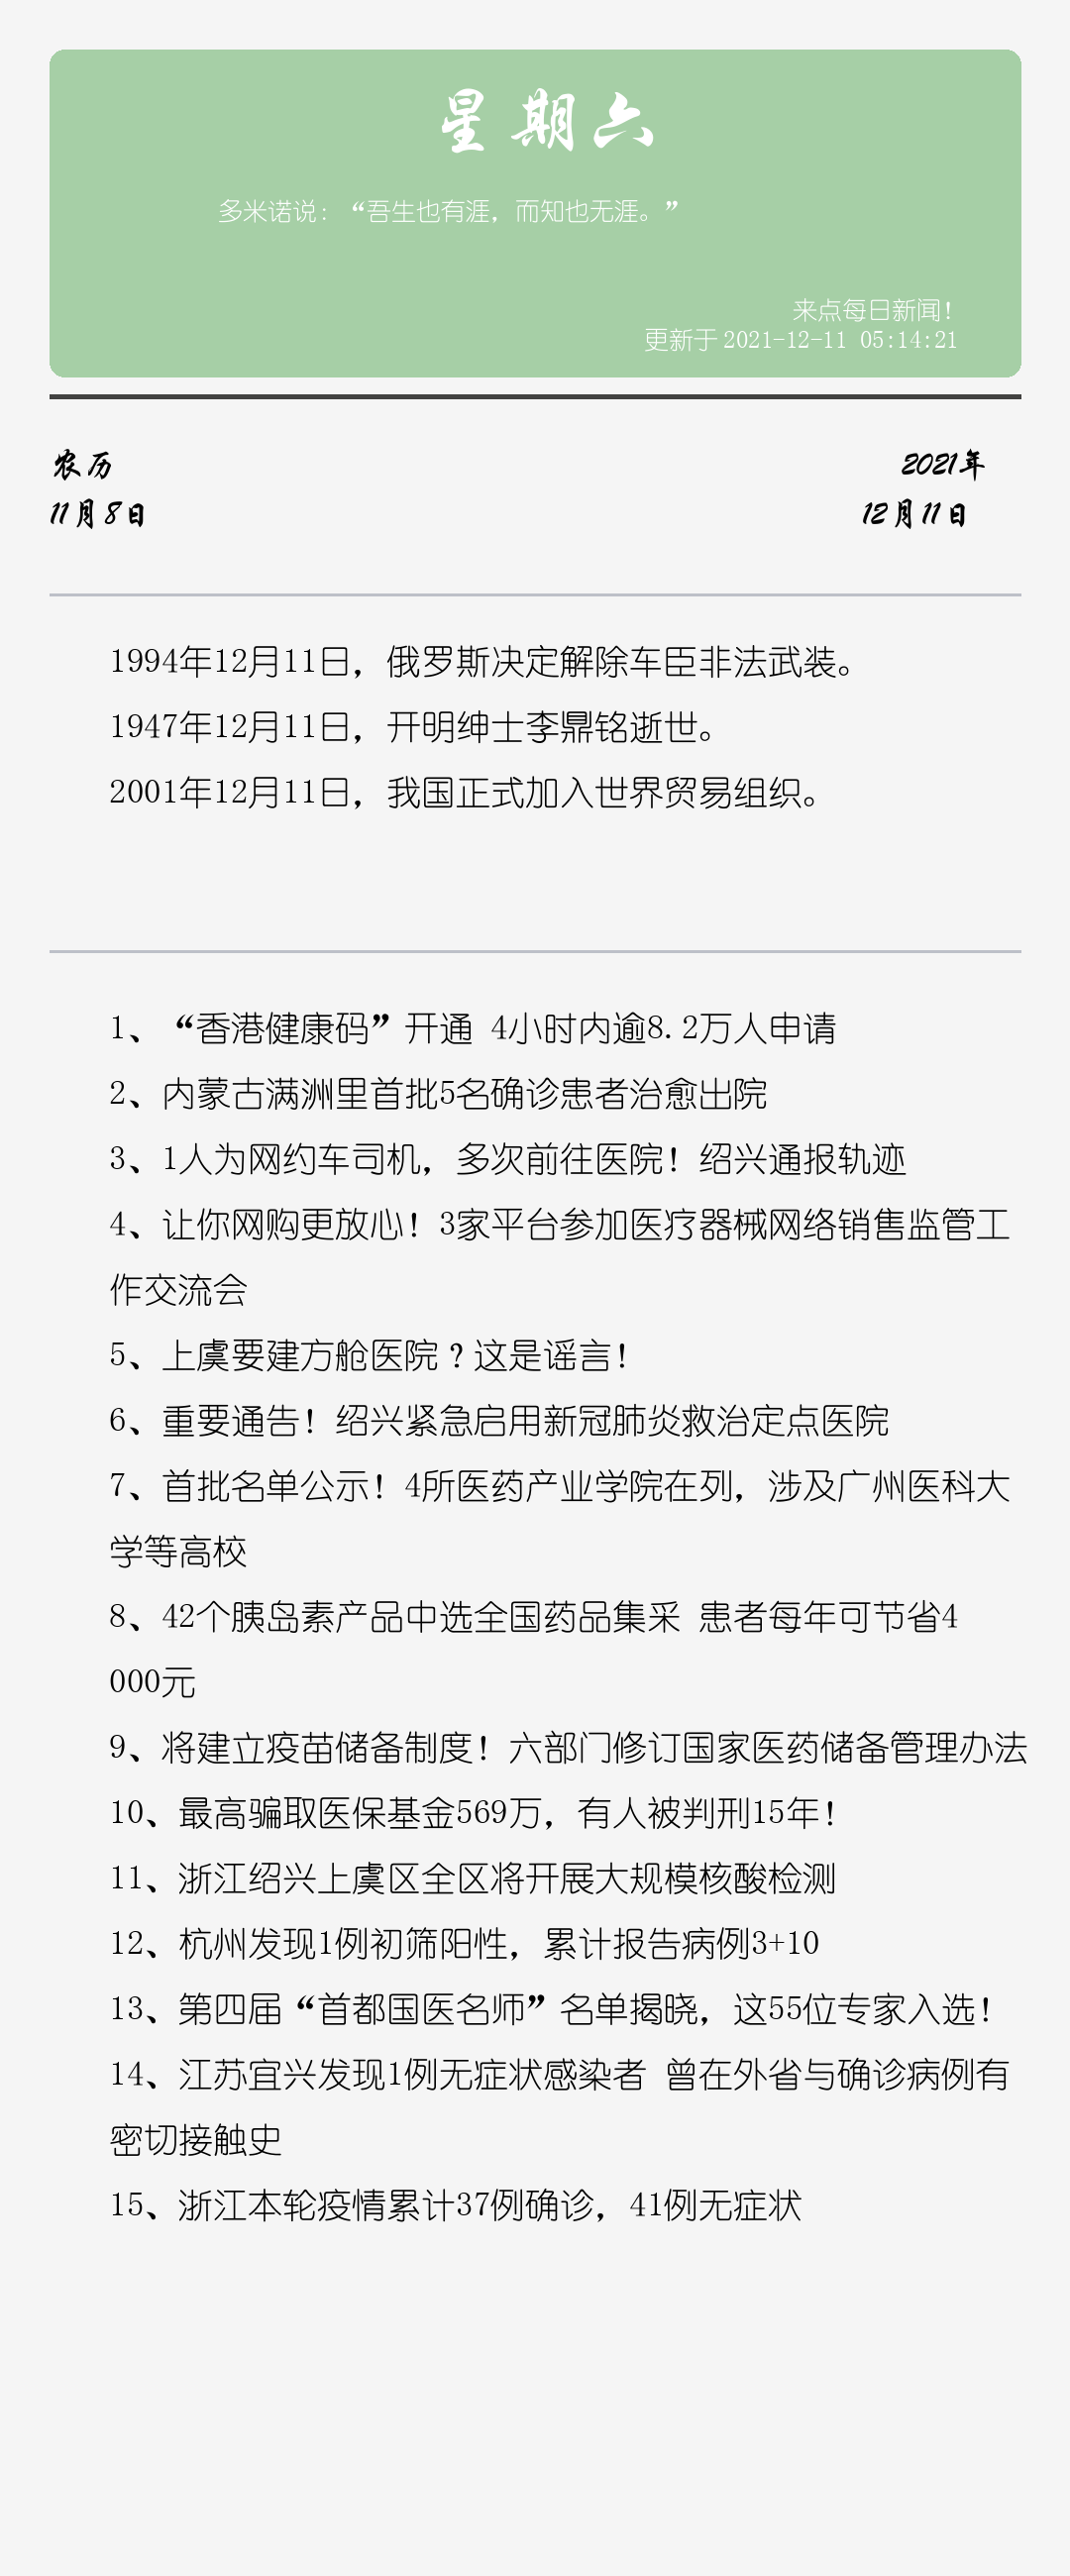 星期六
多米诺说：“吾生也有涯，而知也无涯。”
来点每日新闻！
更新于 2021-12-11 05:14:21
农历
2021年
11月8日
12月11日
1994年12月11日，俄罗斯决定解除车臣非法武装。
1947年12月11日，开明绅士李鼎铭逝世。
2001年12月11日，我国正式加入世界贸易组织。
1、“香港健康码”开通 4小时内逾8.2万人申请
2、内蒙古满洲里首批5名确诊患者治愈出院
3、1人为网约车司机，多次前往医院！绍兴通报轨迹
4、让你网购更放心！3家平台参加医疗器械网络销售监管工
作交流会
5、上虞要建方舱医院？这是谣言！
6、重要通告！绍兴紧急启用新冠肺炎救治定点医院
7、首批名单公示！4所医药产业学院在列，涉及广州医科大
学等高校
8、42个胰岛素产品中选全国药品集采 患者每年可节省4
000元
9、将建立疫苗储备制度！六部门修订国家医药储备管理办法
10、最高骗取医保基金569万，有人被判刑15年！
11、浙江绍兴上虞区全区将开展大规模核酸检测
12、杭州发现1例初筛阳性，累计报告病例3+10
13、第四届“首都国医名师”名单揭晓，这55位专家入选！
14、江苏宜兴发现1例无症状感染者 曾在外省与确诊病例有
密切接触史
15、浙江本轮疫情累计37例确诊，41例无症状